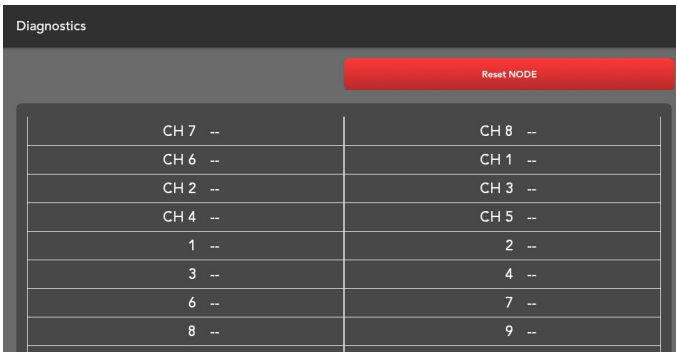 Diagnostics
Reset NODE
CH 7 -- CH 8 --
CH 6 -- CH 1 --
CH 2 -- CH 3 --
CH 4 -- CH 5 --
1 -- 2 --
3 -- 4 --
6 -- 7 --
8 -- 9 --